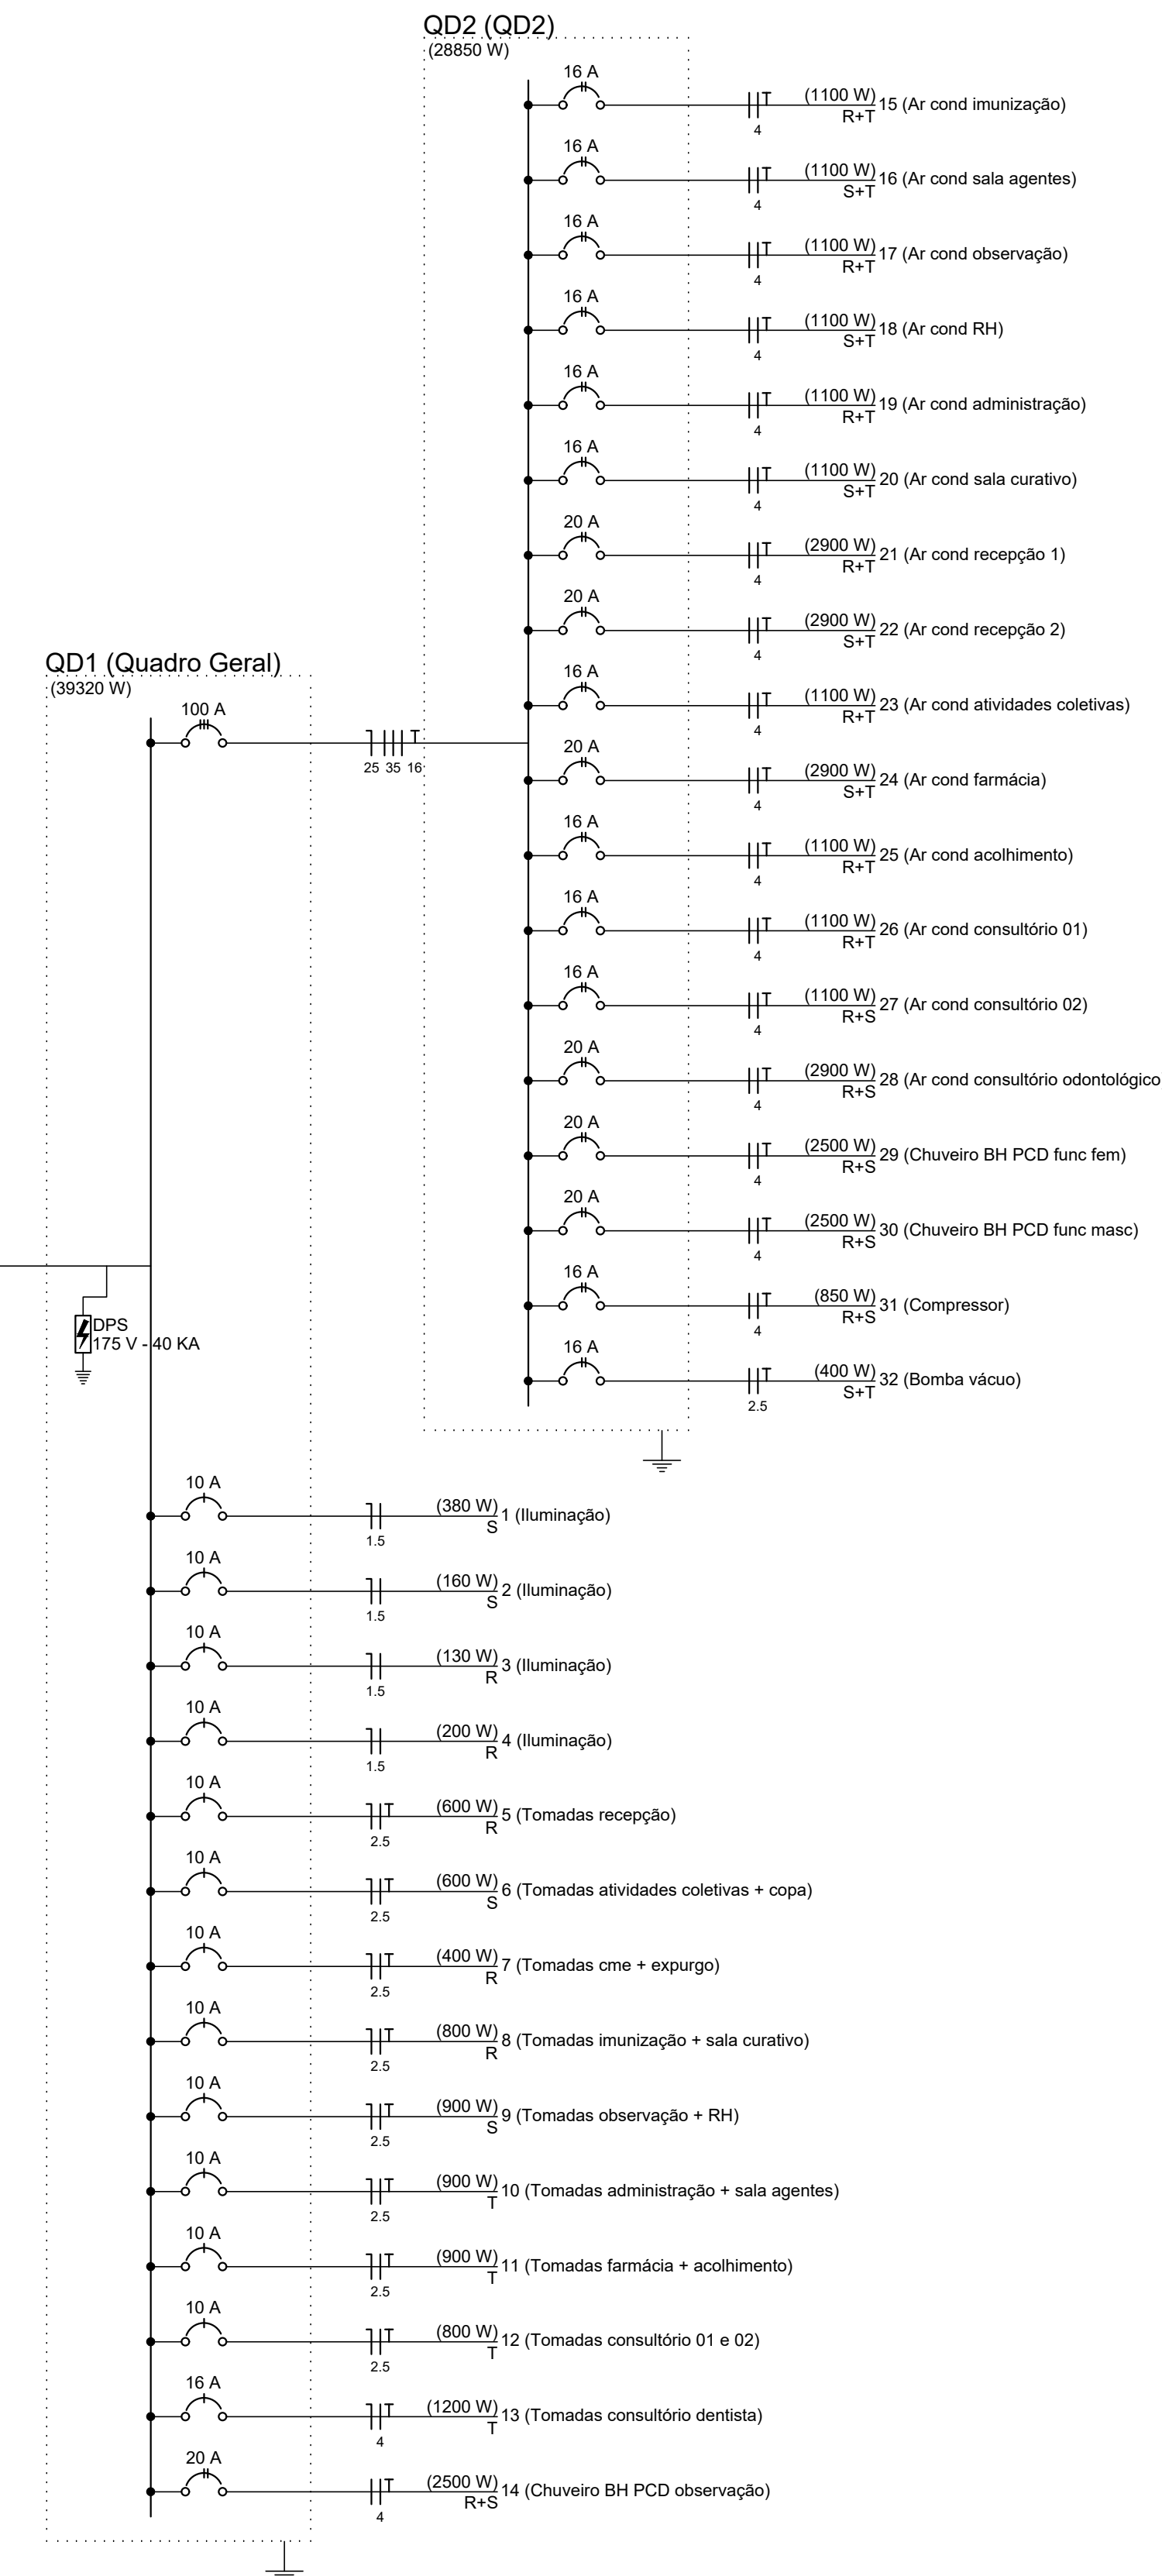 QD2 (QD2)
(28850 W)
16 A
(1100 W)
R+T
15 (Ar cond imunização)
4
16 A
(1100 W)
S+T
16 (Ar cond sala agentes)
4
16 A
(1100 W)
R+T
17 (Ar cond observação)
4
16 A
(1100 W)
S+T
18 (Ar cond RH)
4
16 A
(1100 W)
R+T
19 (Ar cond administração)
4
16 A
(1100 W)
S+T
20 (Ar cond sala curativo)
4
20 A
(2900 W)
R+T
21 (Ar cond recepção 1)
4
20 A
(2900 W)
S+T
22 (Ar cond recepção 2)
4
16 A
(1100 W)
R+T
23 (Ar cond atividades coletivas)
4
20 A
(2900 W)
S+T
24 (Ar cond farmácia)
4
16 A
(1100 W)
R+T
25 (Ar cond acolhimento)
4
16 A
(1100 W)
R+T
26 (Ar cond consultório 01)
4
16 A
(1100 W)
R+S
27 (Ar cond consultório 02)
4
20 A
(2900 W)
R+S
28 (Ar cond consultório odontológico
4
20 A
(2500 W)
R+S
29 (Chuveiro BH PCD func fem)
4
20 A
(2500 W)
R+S
30 (Chuveiro BH PCD func masc)
4
16 A
(850 W)
R+S
31 (Compressor)
4
16 A
(400 W)
S+T
32 (Bomba vácuo)
2.5
QD1 (Quadro Geral)
(39320 W)
100 A
25 35 16
DPS
175 V - 40 KA
10 A
(380 W)
S
1 (Iluminação)
1.5
10 A
(160 W)
S
2 (Iluminação)
1.5
10 A
(130 W)
R
3 (Iluminação)
1.5
10 A
(200 W)
R
4 (Iluminação)
1.5
10 A
(600 W)
R
5 (Tomadas recepção)
2.5
10 A
(600 W)
S
6 (Tomadas atividades coletivas + copa)
2.5
10 A
(400 W)
R
7 (Tomadas cme + expurgo)
2.5
10 A
(800 W)
R
8 (Tomadas imunização + sala curativo)
2.5
10 A
(900 W)
S
9 (Tomadas observação + RH)
2.5
10 A
(900 W)
T
10 (Tomadas administração + sala agentes)
2.5
10 A
(900 W)
T
11 (Tomadas farmácia + acolhimento)
2.5
10 A
(800 W)
T
12 (Tomadas consultório 01 e 02)
2.5
16 A
(1200 W)
T
13 (Tomadas consultório dentista)
4
20 A
(2500 W)
R+S
14 (Chuveiro BH PCD observação)
4